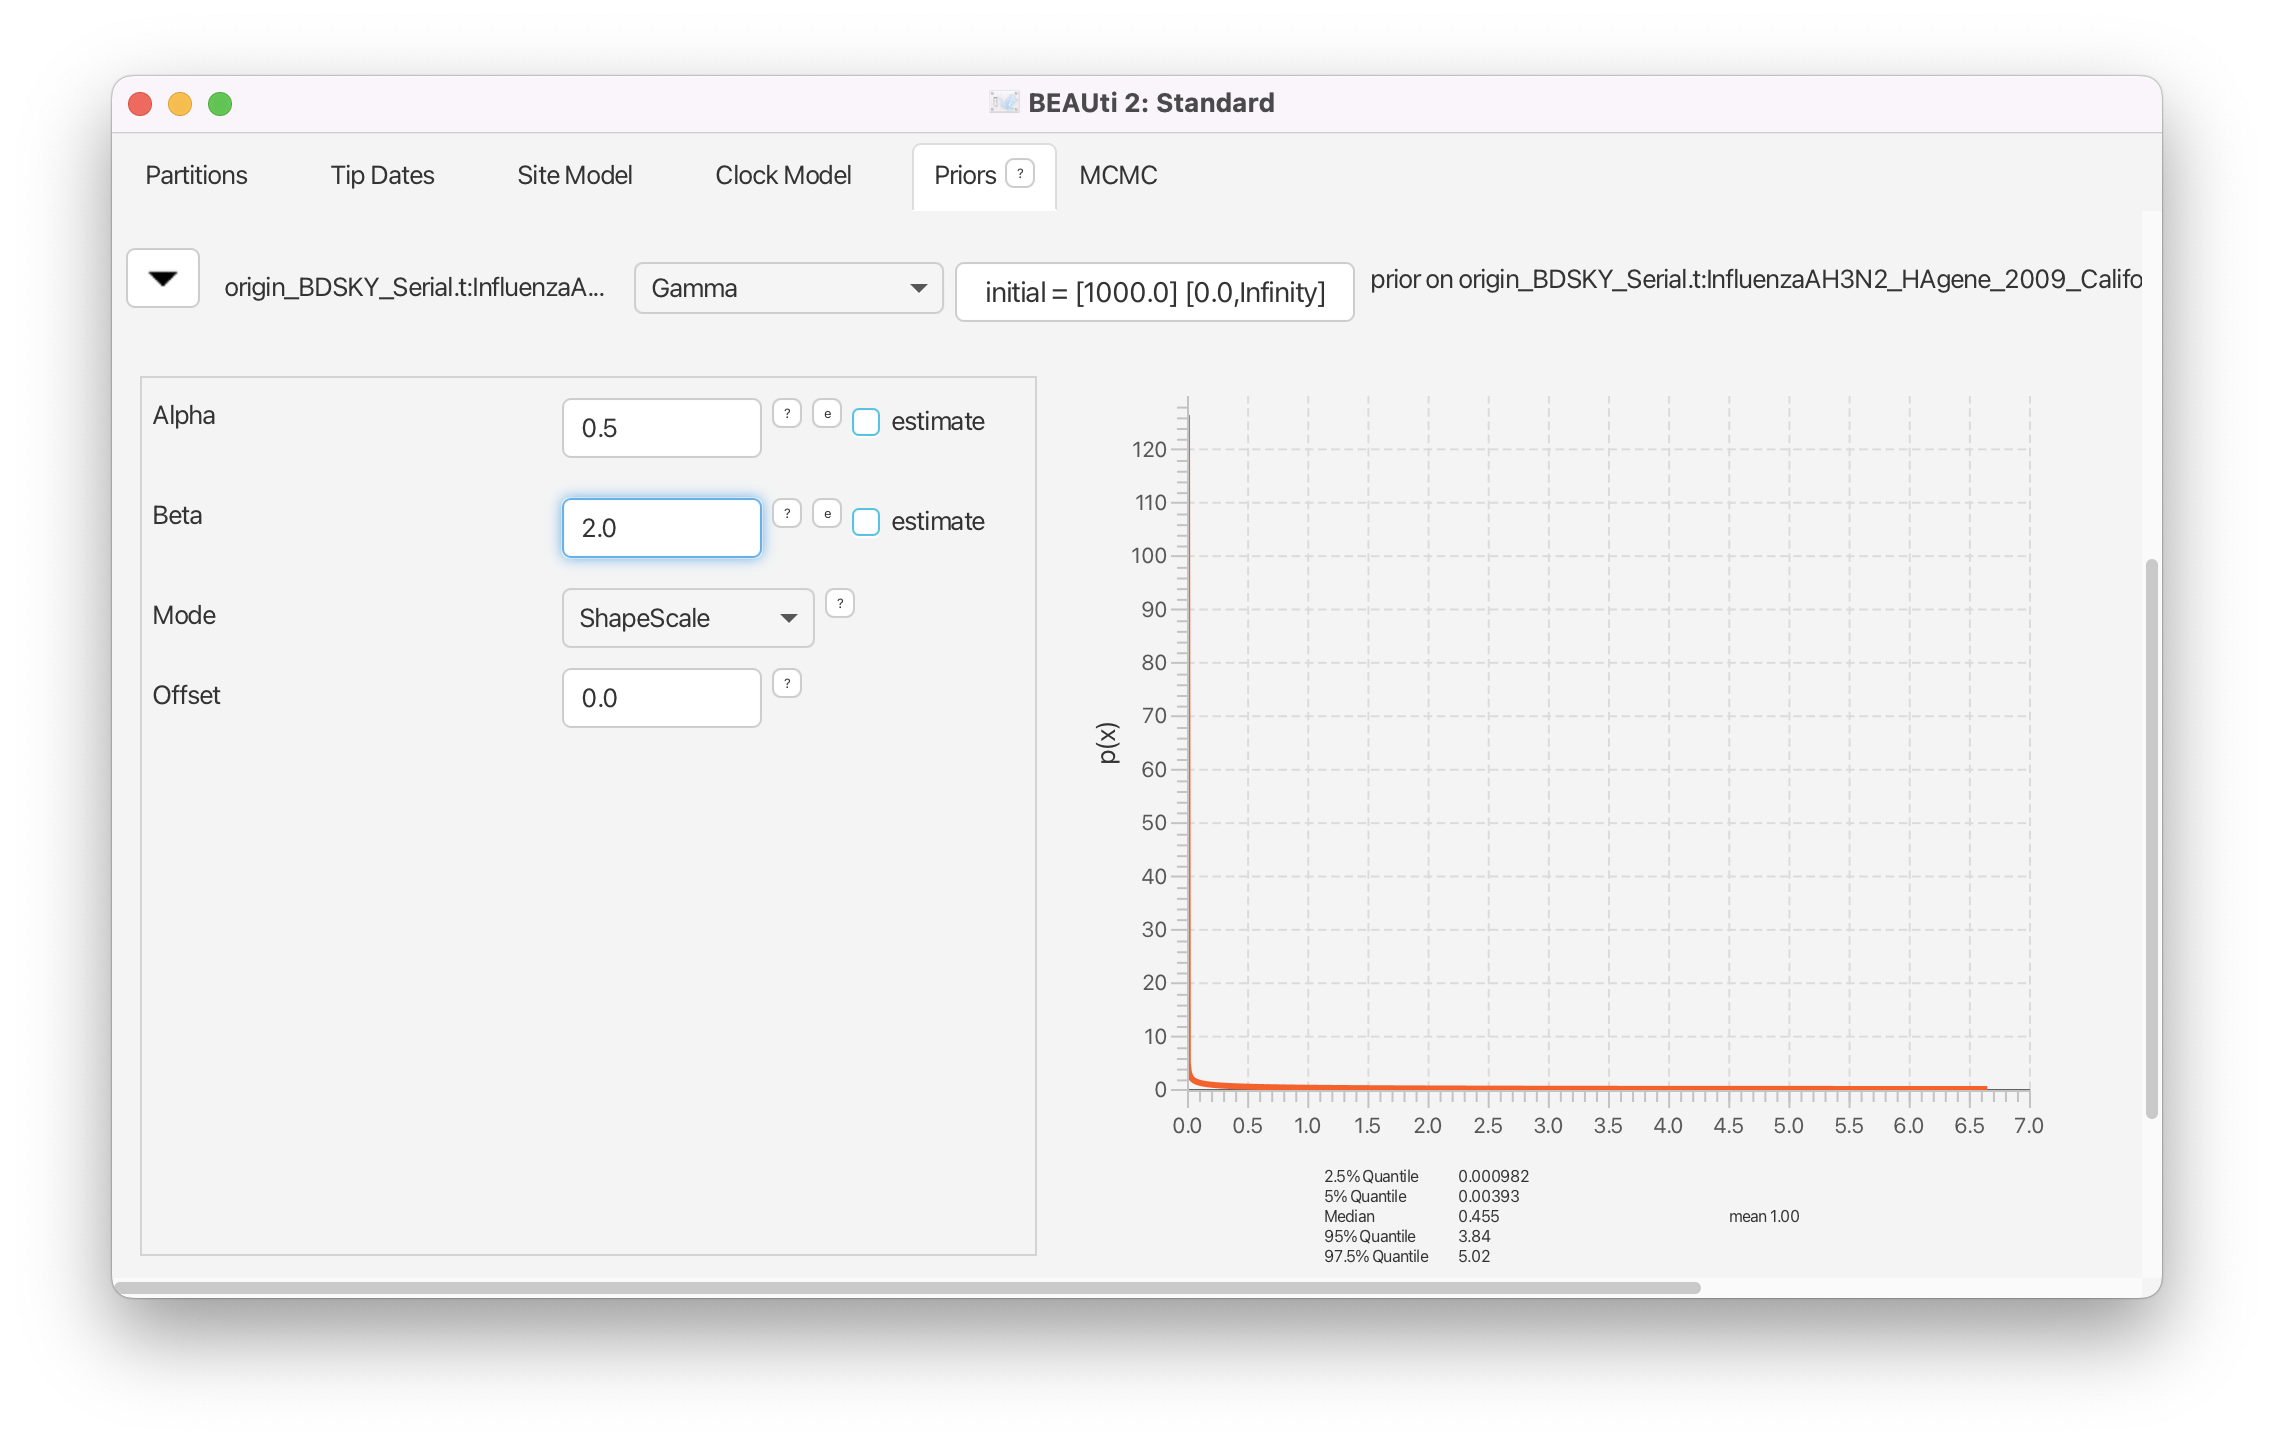 BEAUti 2: Standard
Partitions Tip Dates Site Model Clock Model Priors ? MCMC
origin_BDSKY_Serial.t:InfluenzaA... Gamma initial = [1000.0] [0.0,Infinity] prior on origin_BDSKY_Serial.t:InfluenzaAH3N2_HAgene_2009_Califo
Alpha 0.5 ? e estimate
Beta 2.0 ? e estimate
Mode ShapeScale ?
Offset 0.0 ?
p(x)
120
110
100
90
80
70
60
50
40
30
20
10
0
0.0 0.5 1.0 1.5 2.0 2.5 3.0 3.5 4.0 4.5 5.0 5.5 6.0 6.5 7.0
2.5% Quantile 0.000982
5% Quantile 0.00393
Median 0.455 mean 1.00
95% Quantile 3.84
97.5% Quantile 5.02